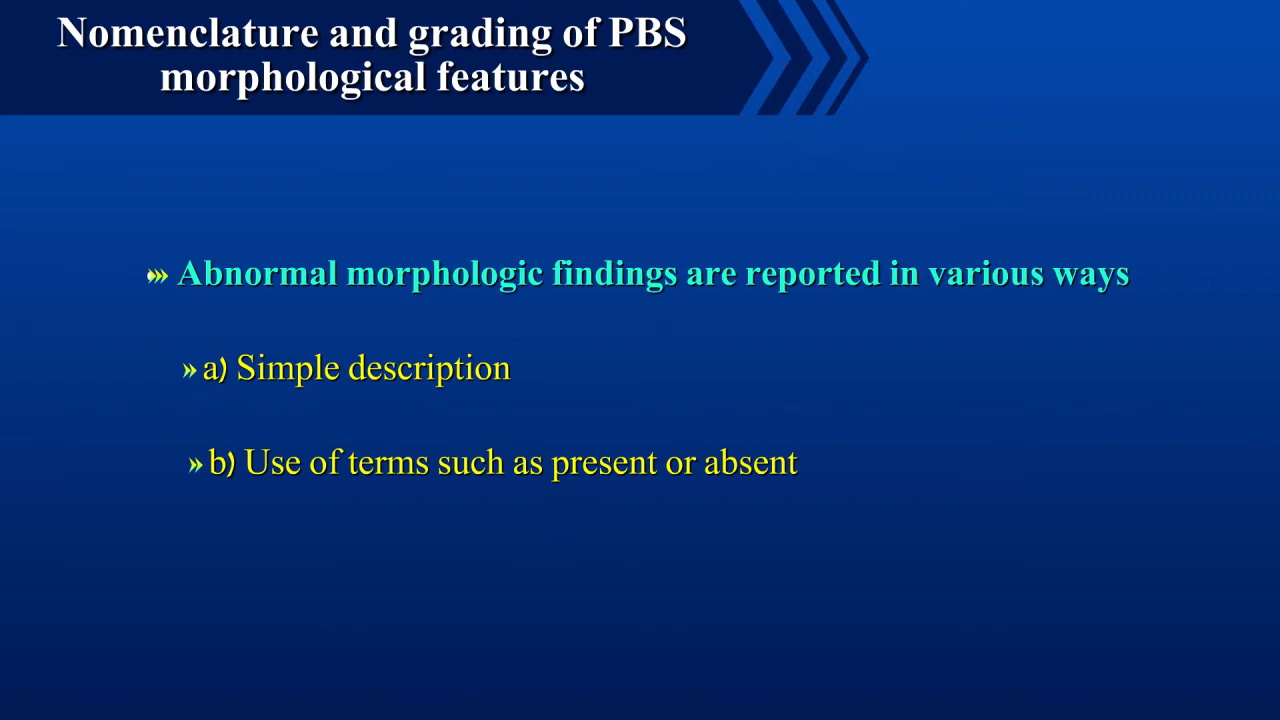 Nomenclature and grading of PBS
morphological features
Abnormal morphologic findings are reported in various ways
a) Simple description
b) Use of terms such as present or absent